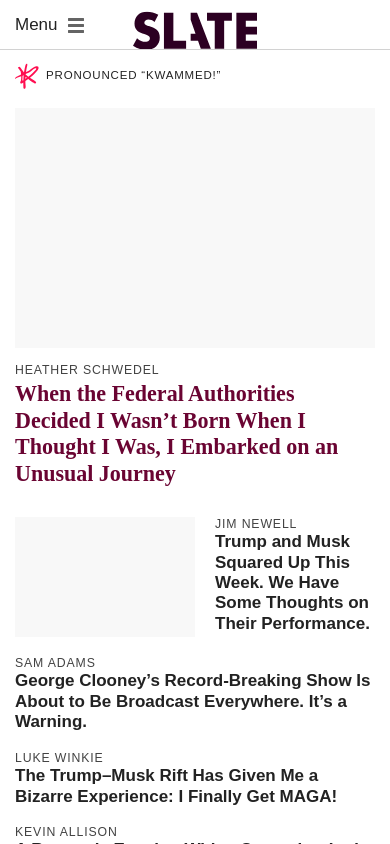 Menu
SLATE
PRONOUNCED “KWAMMED!”
HEATHER SCHWEDEL
When the Federal Authorities
Decided I Wasn’t Born When I
Thought I Was, I Embarked on an
Unusual Journey
JIM NEWELL
Trump and Musk
Squared Up This
Week. We Have
Some Thoughts on
Their Performance.
SAM ADAMS
George Clooney’s Record-Breaking Show Is
About to Be Broadcast Everywhere. It’s a
Warning.
LUKE WINKIE
The Trump–Musk Rift Has Given Me a
Bizarre Experience: I Finally Get MAGA!
KEVIN ALLISON